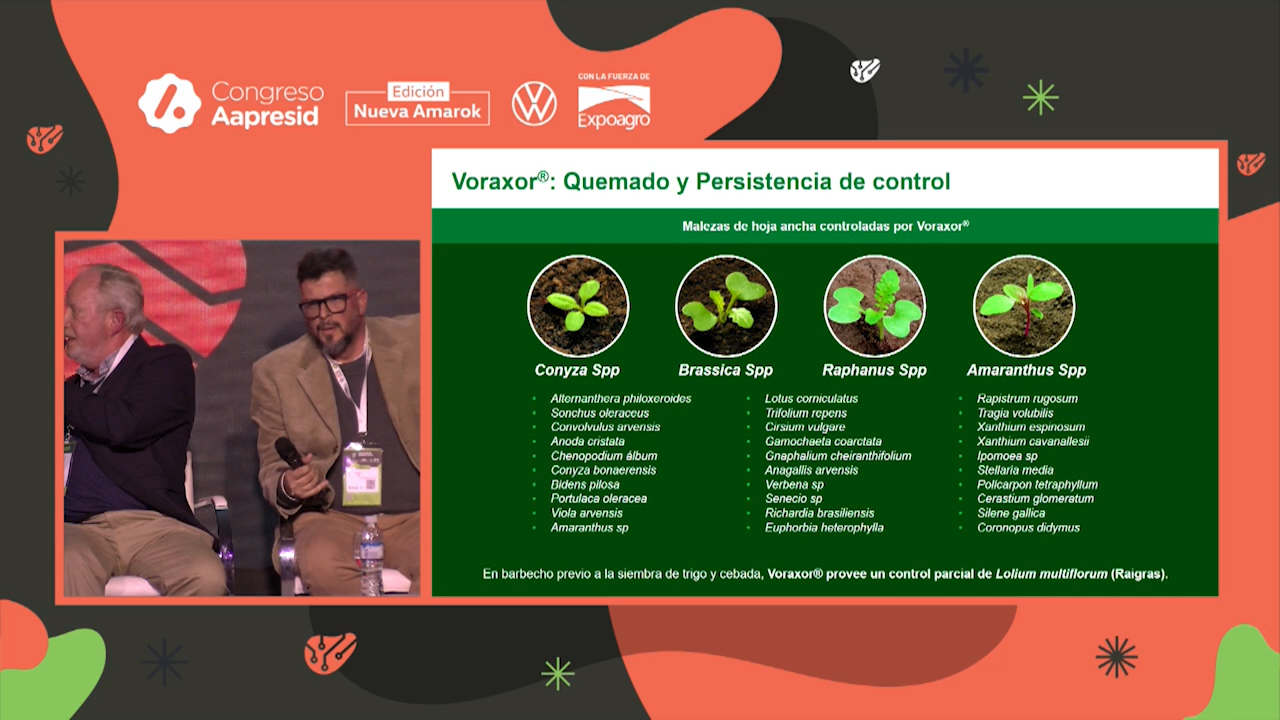 Congreso
Aapresid
Edición
Nueva Amarok
CON LA FUERZA DE
Expoagro
Voraxor®: Quemado y Persistencia de control
Malezas de hoja ancha controladas por Voraxor®
Conyza Spp
Brassica Spp
Raphanus Spp
Amaranthus Spp
Alternanthera philoxeroides
Sonchus oleraceus
Convolvulus arvensis
Anoda cristata
Chenopodium álbum
Conyza bonaerensis
Bidens pilosa
Portulaca oleracea
Viola arvensis
Amaranthus sp
Lotus corniculatus
Trifolium repens
Cirsium vulgare
Gamochaeta coarctata
Gnaphalium cheiranthifolium
Anagallis arvensis
Verbena sp
Senecio sp
Richardia brasiliensis
Euphorbia heterophylla
Rapistrum rugosum
Tragia volubilis
Xanthium espinosum
Xanthium cavanallesii
Ipomoea sp
Stellaria media
Policarpon tetraphyllum
Cerastium glomeratum
Silene gallica
Coronopus didymus
En barbecho previo a la siembra de trigo y cebada, Voraxor® provee un control parcial de Lolium multiflorum (Raigras).